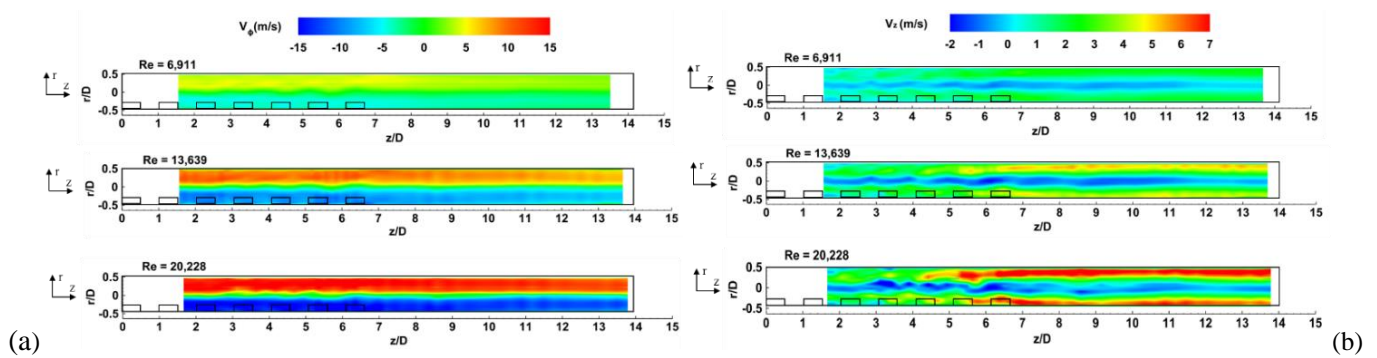 V_ϕ(m/s)
-15 -10 -5 0 5 10 15
Re = 6,911
r
z
r/D
0.5
0
-0.5
0 1 2 3 4 5 6 7 8 9 10 11 12 13 14 15
z/D
Re = 13,639
r
z
r/D
0.5
0
-0.5
0 1 2 3 4 5 6 7 8 9 10 11 12 13 14 15
z/D
Re = 20,228
r
z
r/D
0.5
0
-0.5
0 1 2 3 4 5 6 7 8 9 10 11 12 13 14 15
z/D
(a)
V_z (m/s)
-2 -1 0 1 2 3 4 5 6 7
Re = 6,911
r
z
r/D
0.5
0
-0.5
0 1 2 3 4 5 6 7 8 9 10 11 12 13 14 15
z/D
Re = 13,639
r
z
r/D
0.5
0
-0.5
0 1 2 3 4 5 6 7 8 9 10 11 12 13 14 15
z/D
Re = 20,228
r
z
r/D
0.5
0
-0.5
0 1 2 3 4 5 6 7 8 9 10 11 12 13 14 15
z/D
(b)